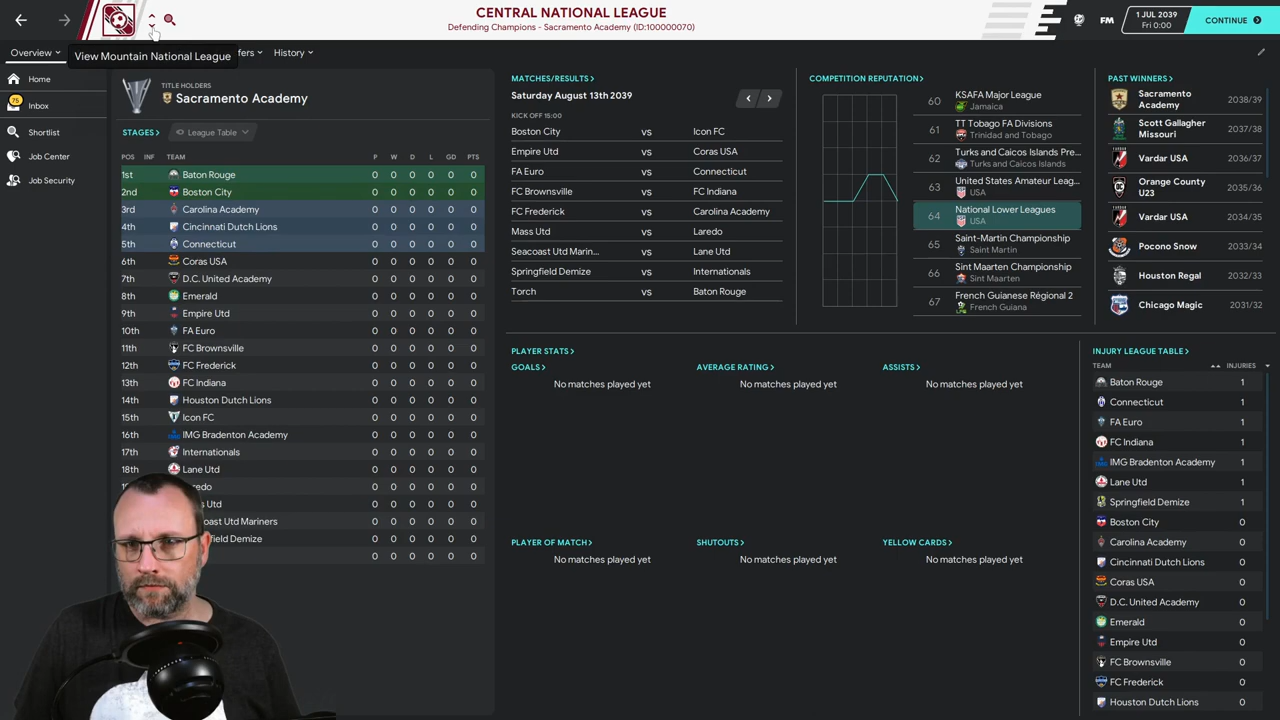 CENTRAL NATIONAL LEAGUE
Defending Champions - Sacramento Academy (ID:100000070)
FM
1 JUL 2039
Fri 0:00
CONTINUE
Overview
View Mountain National League
fers
History
Home
75
Inbox
Shortlist
Job Center
Job Security
TITLE HOLDERS
Sacramento Academy
STAGES
League Table
POS INF TEAM P W D L GD PTS
1st Baton Rouge 0 0 0 0 0 0
2nd Boston City 0 0 0 0 0 0
3rd Carolina Academy 0 0 0 0 0 0
4th Cincinnati Dutch Lions 0 0 0 0 0 0
5th Connecticut 0 0 0 0 0 0
6th Coras USA 0 0 0 0 0 0
7th D.C. United Academy 0 0 0 0 0 0
8th Emerald 0 0 0 0 0 0
9th Empire Utd 0 0 0 0 0 0
10th FA Euro 0 0 0 0 0 0
11th FC Brownsville 0 0 0 0 0 0
12th FC Frederick 0 0 0 0 0 0
13th FC Indiana 0 0 0 0 0 0
14th Houston Dutch Lions 0 0 0 0 0 0
15th Icon FC 0 0 0 0 0 0
16th IMG Bradenton Academy 0 0 0 0 0 0
17th Internationals 0 0 0 0 0 0
18th Lane Utd 0 0 0 0 0 0
redo 0 0 0 0 0 0
s Utd 0 0 0 0 0 0
coast Utd Mariners 0 0 0 0 0 0
field Demize 0 0 0 0 0 0
0 0 0 0 0 0
MATCHES/RESULTS
Saturday August 13th 2039
KICK OFF 15:00
Boston City vs Icon FC
Empire Utd vs Coras USA
FA Euro vs Connecticut
FC Brownsville vs FC Indiana
FC Frederick vs Carolina Academy
Mass Utd vs Laredo
Seacoast Utd Marin... vs Lane Utd
Springfield Demize vs Internationals
Torch vs Baton Rouge
COMPETITION REPUTATION
60 KSAFA Major League
Jamaica
61 TT Tobago FA Divisions
Trinidad and Tobago
62 Turks and Caicos Islands Pre...
Turks and Caicos Islands
63 United States Amateur Leag...
USA
64 National Lower Leagues
USA
65 Saint-Martin Championship
Saint Martin
66 Sint Maarten Championship
Sint Maarten
67 French Guianese Régional 2
French Guiana
PAST WINNERS
Sacramento Academy 2038/39
Scott Gallagher Missouri 2037/38
Vardar USA 2036/37
Orange County U23 2035/36
Vardar USA 2034/35
Pocono Snow 2033/34
Houston Regal 2032/33
Chicago Magic 2031/32
PLAYER STATS
GOALS
No matches played yet
AVERAGE RATING
No matches played yet
ASSISTS
No matches played yet
PLAYER OF MATCH
No matches played yet
SHUTOUTS
No matches played yet
YELLOW CARDS
No matches played yet
INJURY LEAGUE TABLE
TEAM INJURIES
Baton Rouge 1
Connecticut 1
FA Euro 1
FC Indiana 1
IMG Bradenton Academy 1
Lane Utd 1
Springfield Demize 1
Boston City 0
Carolina Academy 0
Cincinnati Dutch Lions 0
Coras USA 0
D.C. United Academy 0
Emerald 0
Empire Utd 0
FC Brownsville 0
FC Frederick 0
Houston Dutch Lions 0